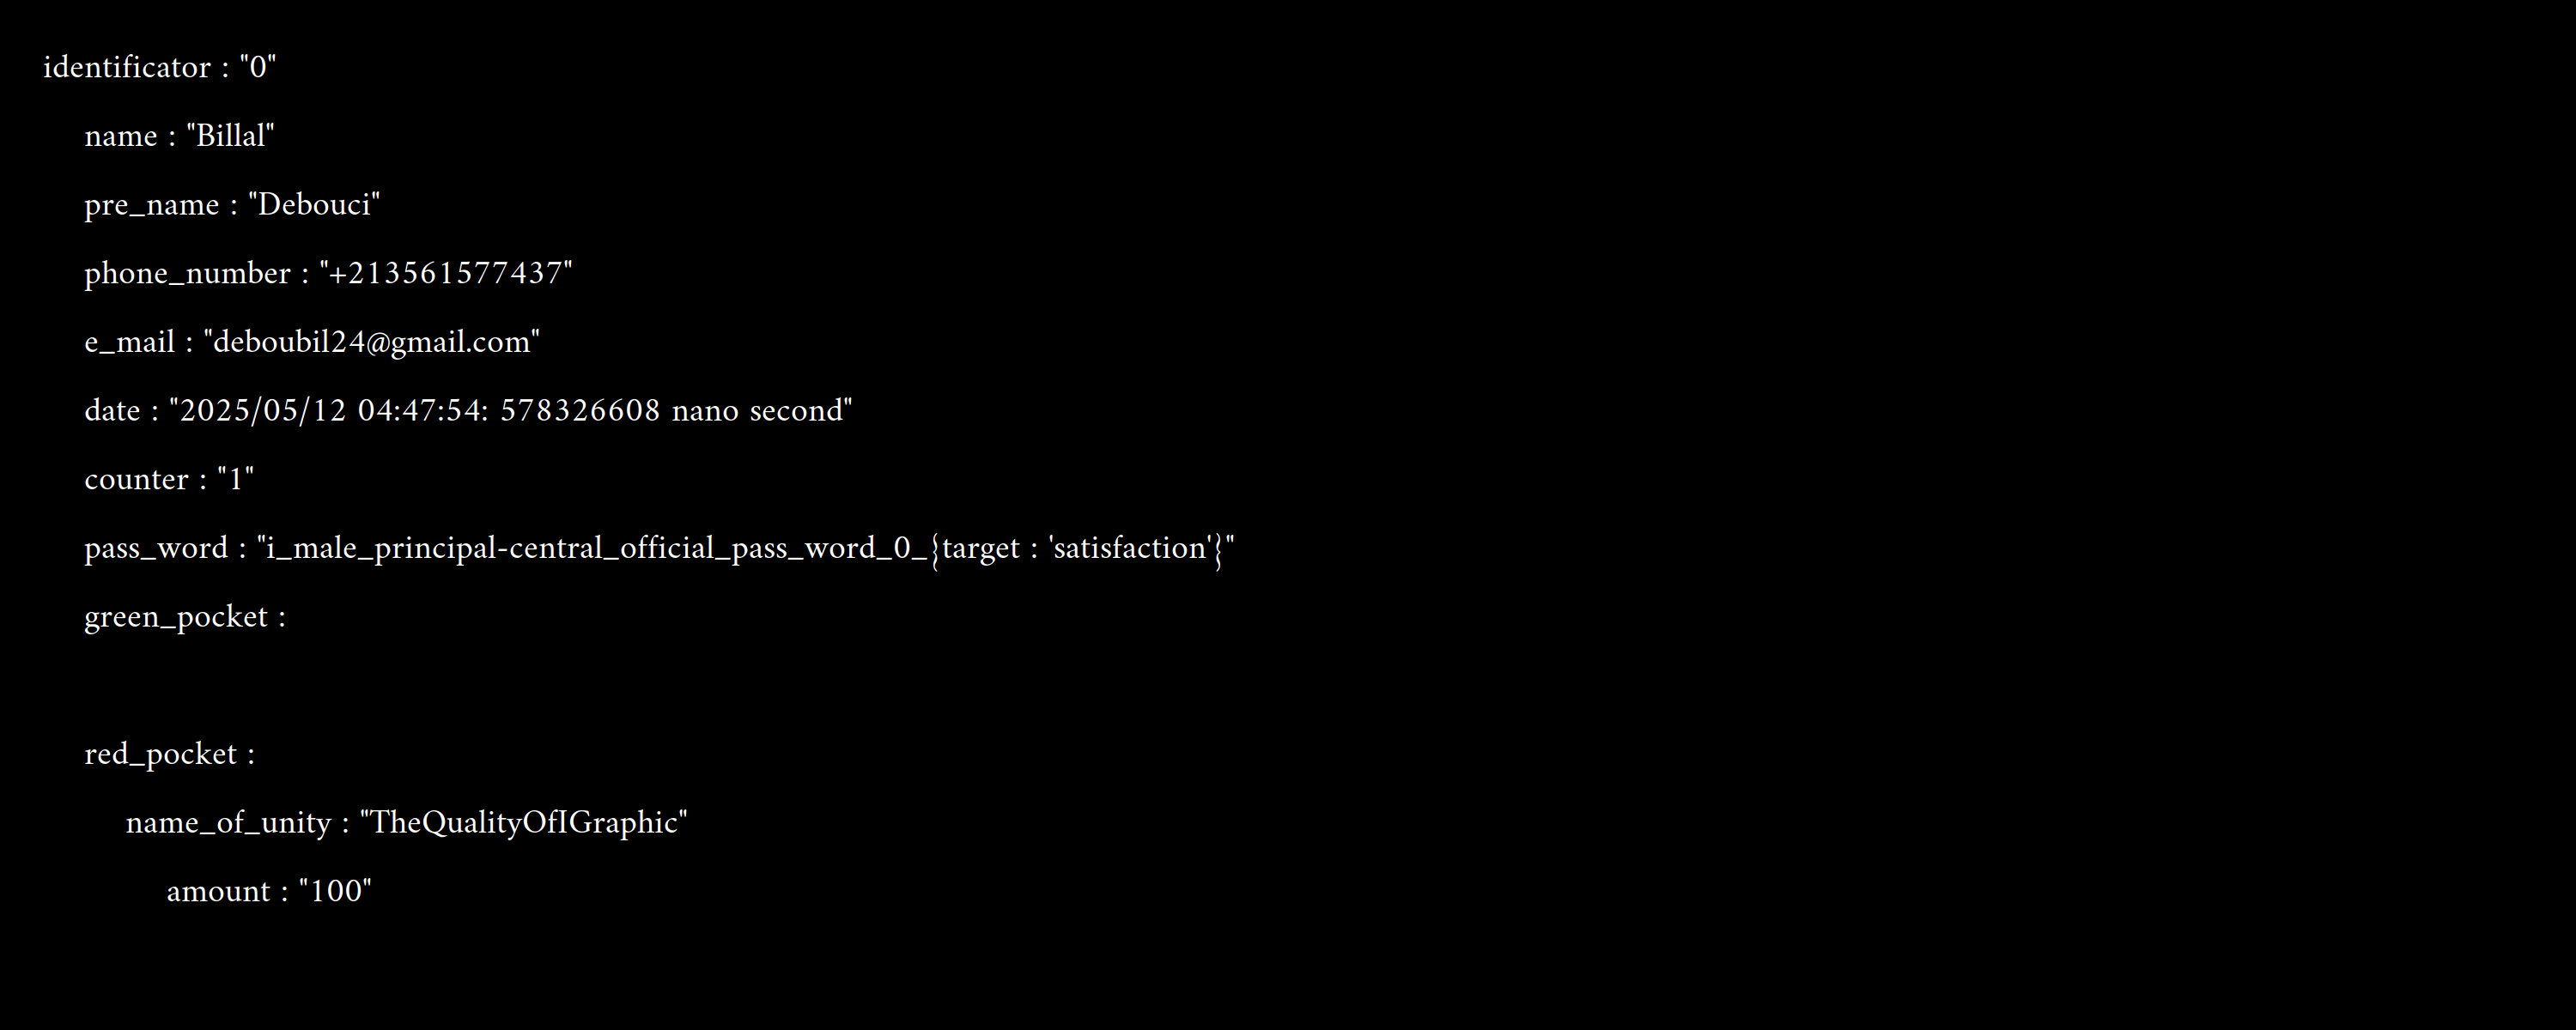 identificator : "0"
name : "Billal"
pre_name : "Debouci"
phone_number : "+213561577437"
e_mail : "deboubil24@gmail.com"
date : "2025/05/12 04:47:54: 578326608 nano second"
counter : "1"
pass_word : "i_male_principal-central_official_pass_word_0_{target : 'satisfaction'}"
green_pocket :
red_pocket :
name_of_unity : "TheQualityOfIGraphic"
amount : "100"